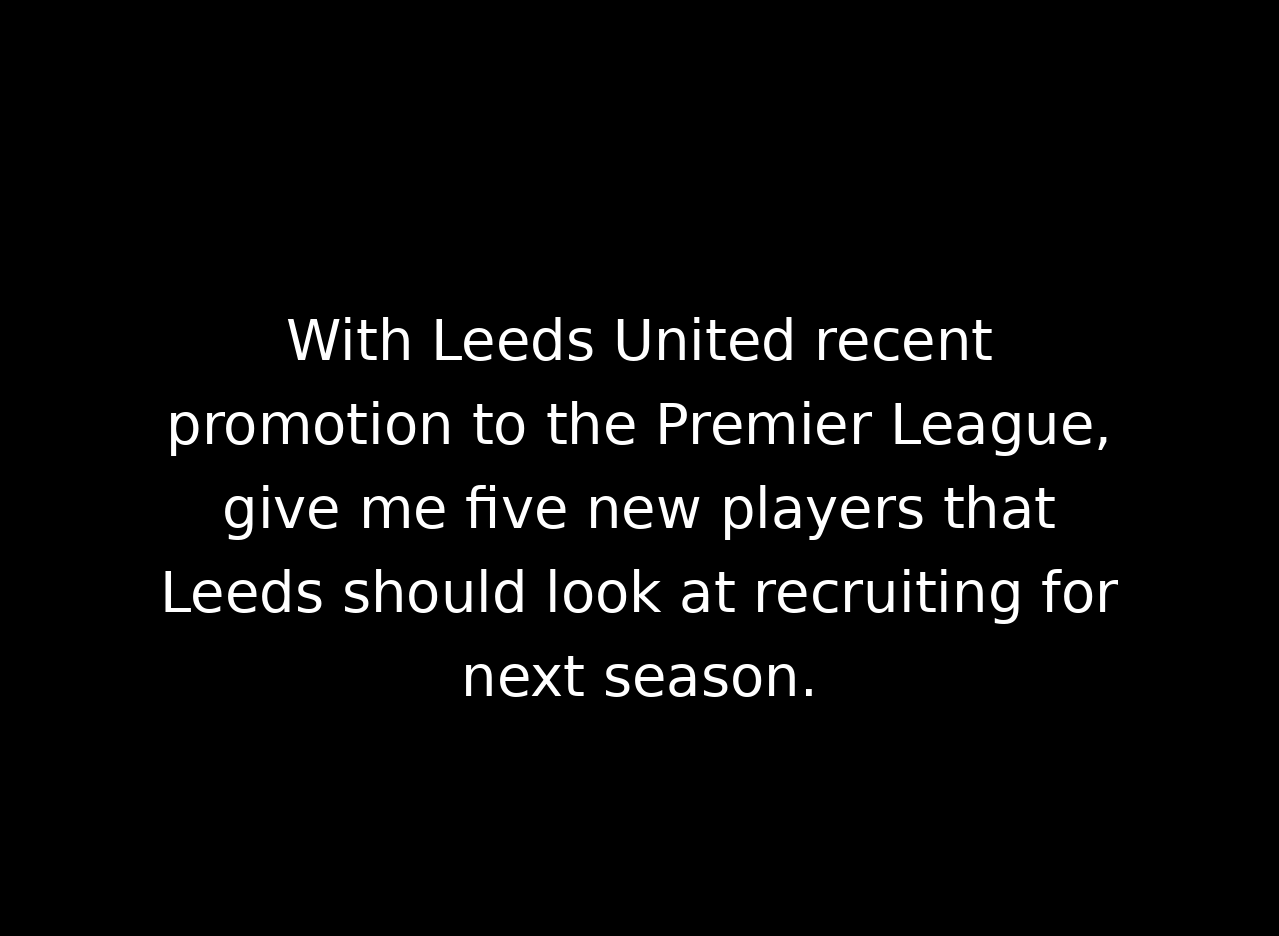 With Leeds United recent
promotion to the Premier League,
give me five new players that
Leeds should look at recruiting for
next season.